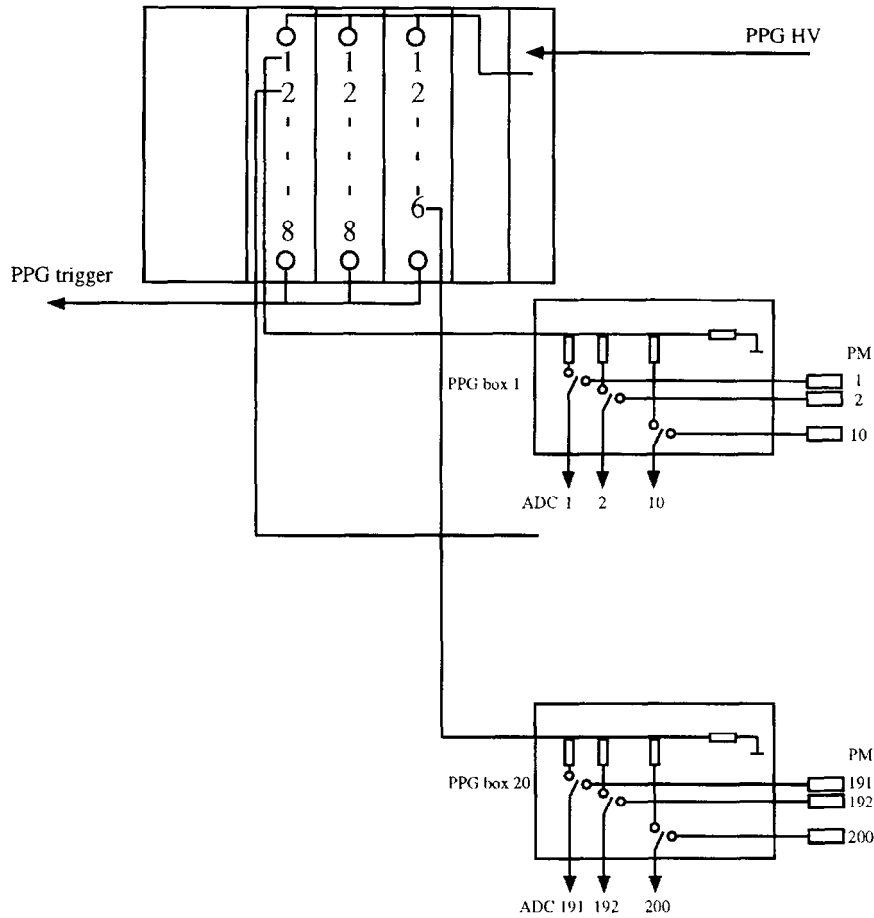 PPG HV
1 1 1
2 2 2
6
8 8
PPG trigger
PM
PPG box 1
1
2
10
ADC 1 2 10
PM
PPG box 20
191
192
200
ADC 191 192 200